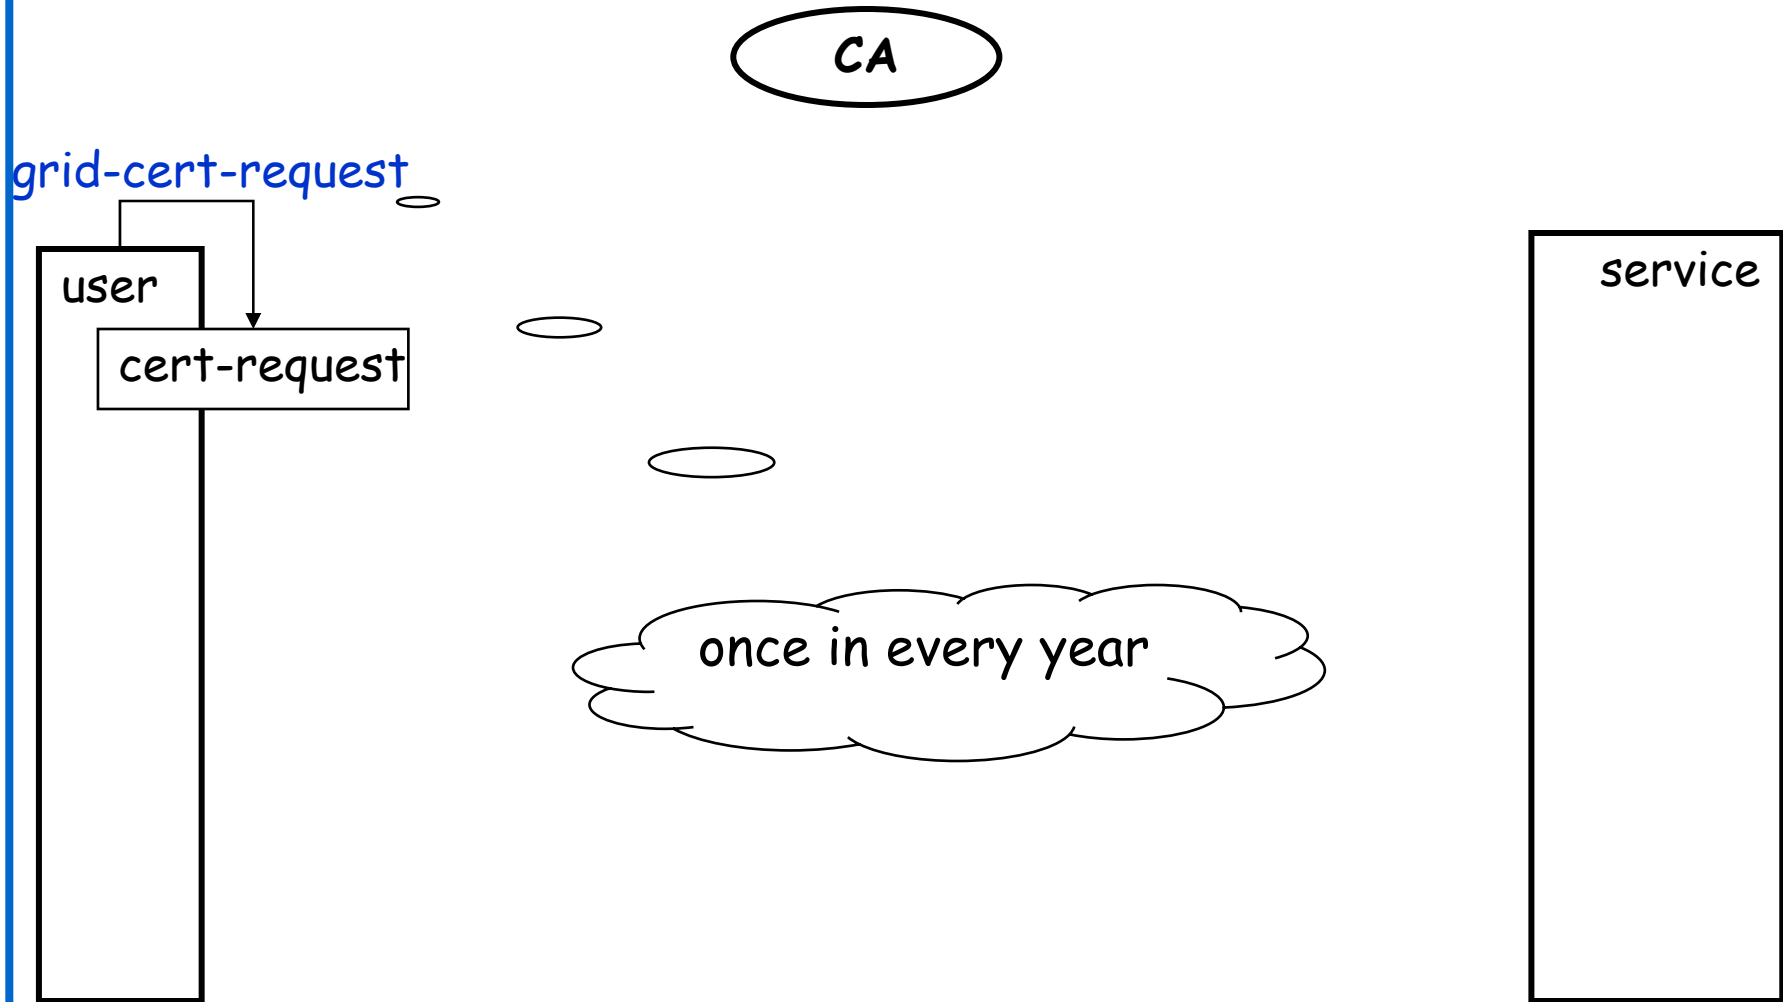 CA
grid-cert-request
user
service
cert-request
once in every year